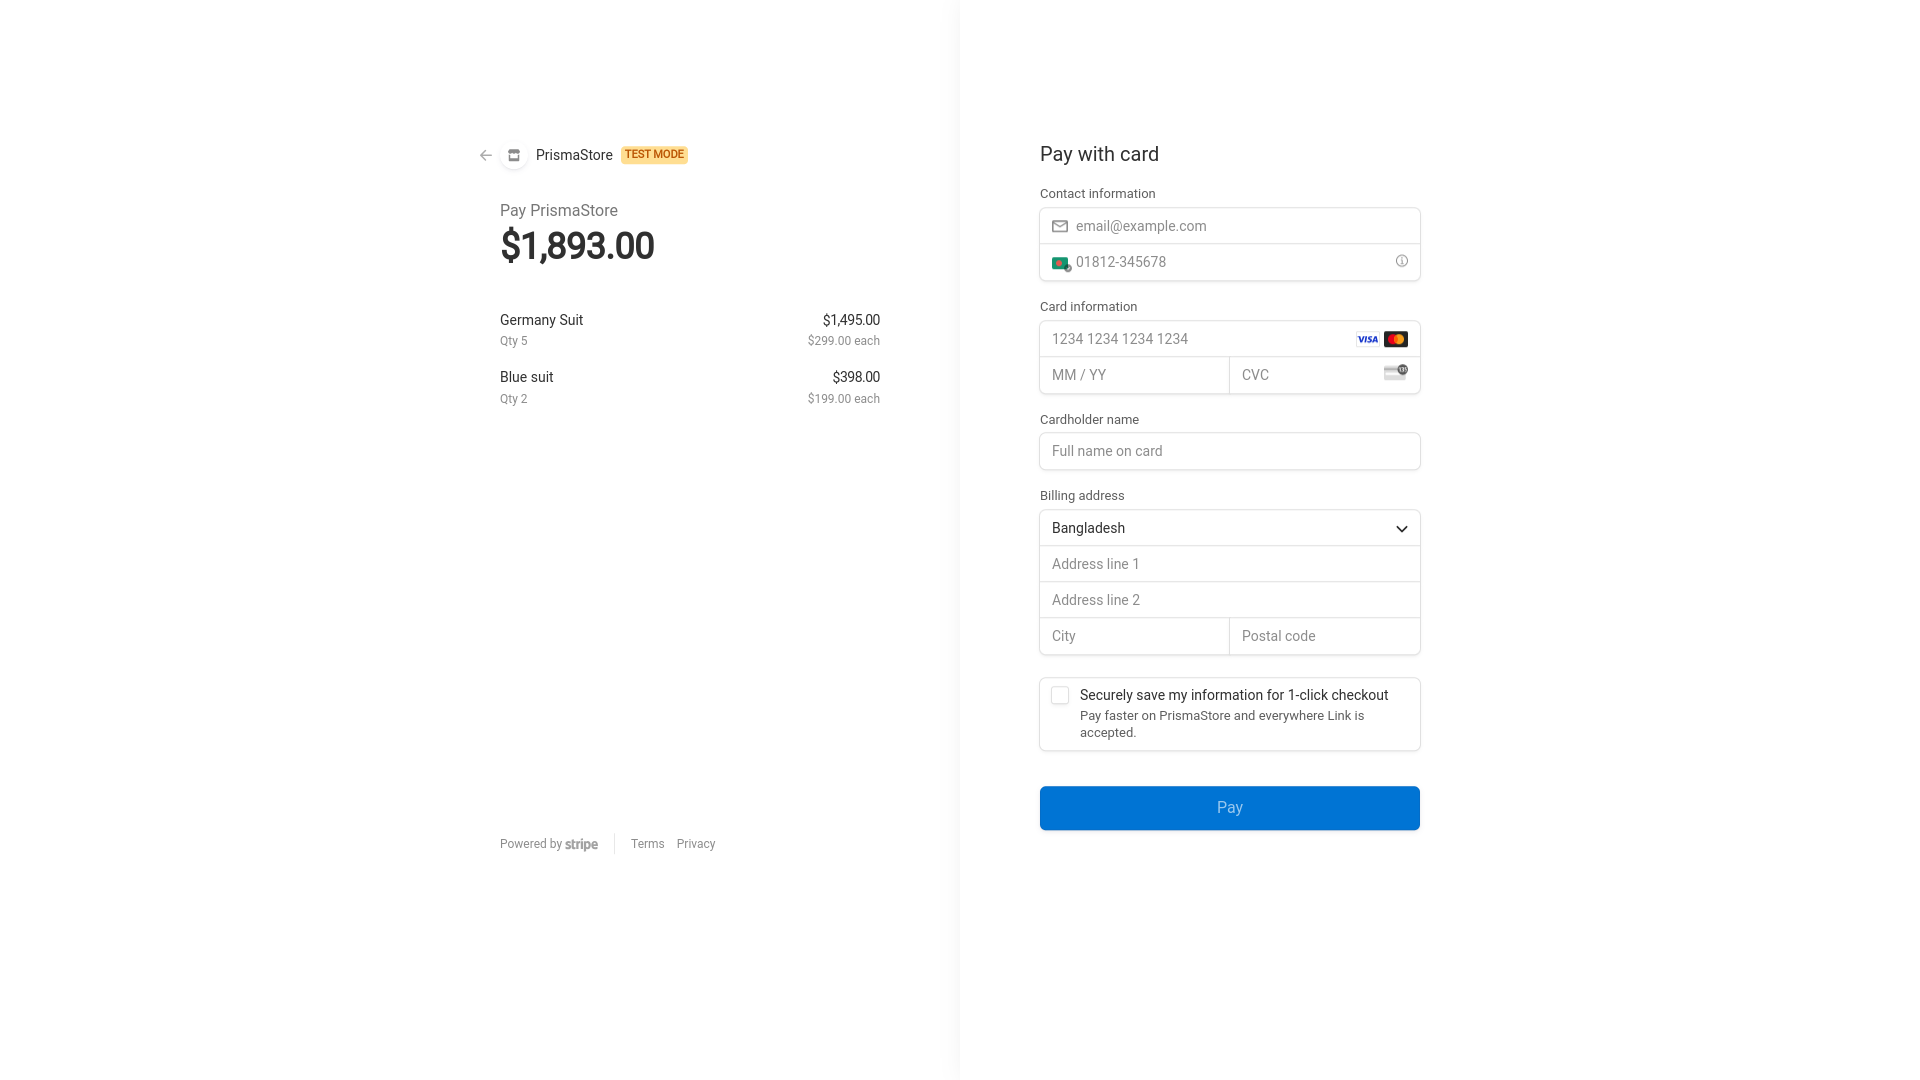 PrismaStore TEST MODE
Pay PrismaStore
$1,893.00
Germany Suit $1,495.00
Qty 5 $299.00 each
Blue suit $398.00
Qty 2 $199.00 each
Powered by stripe Terms Privacy
Pay with card
Contact information
email@example.com
01812-345678
Card information
1234 1234 1234 1234 VISA
MM / YY CVC 135
Cardholder name
Full name on card
Billing address
Bangladesh
Address line 1
Address line 2
City Postal code
Securely save my information for 1-click checkout
Pay faster on PrismaStore and everywhere Link is
accepted.
Pay